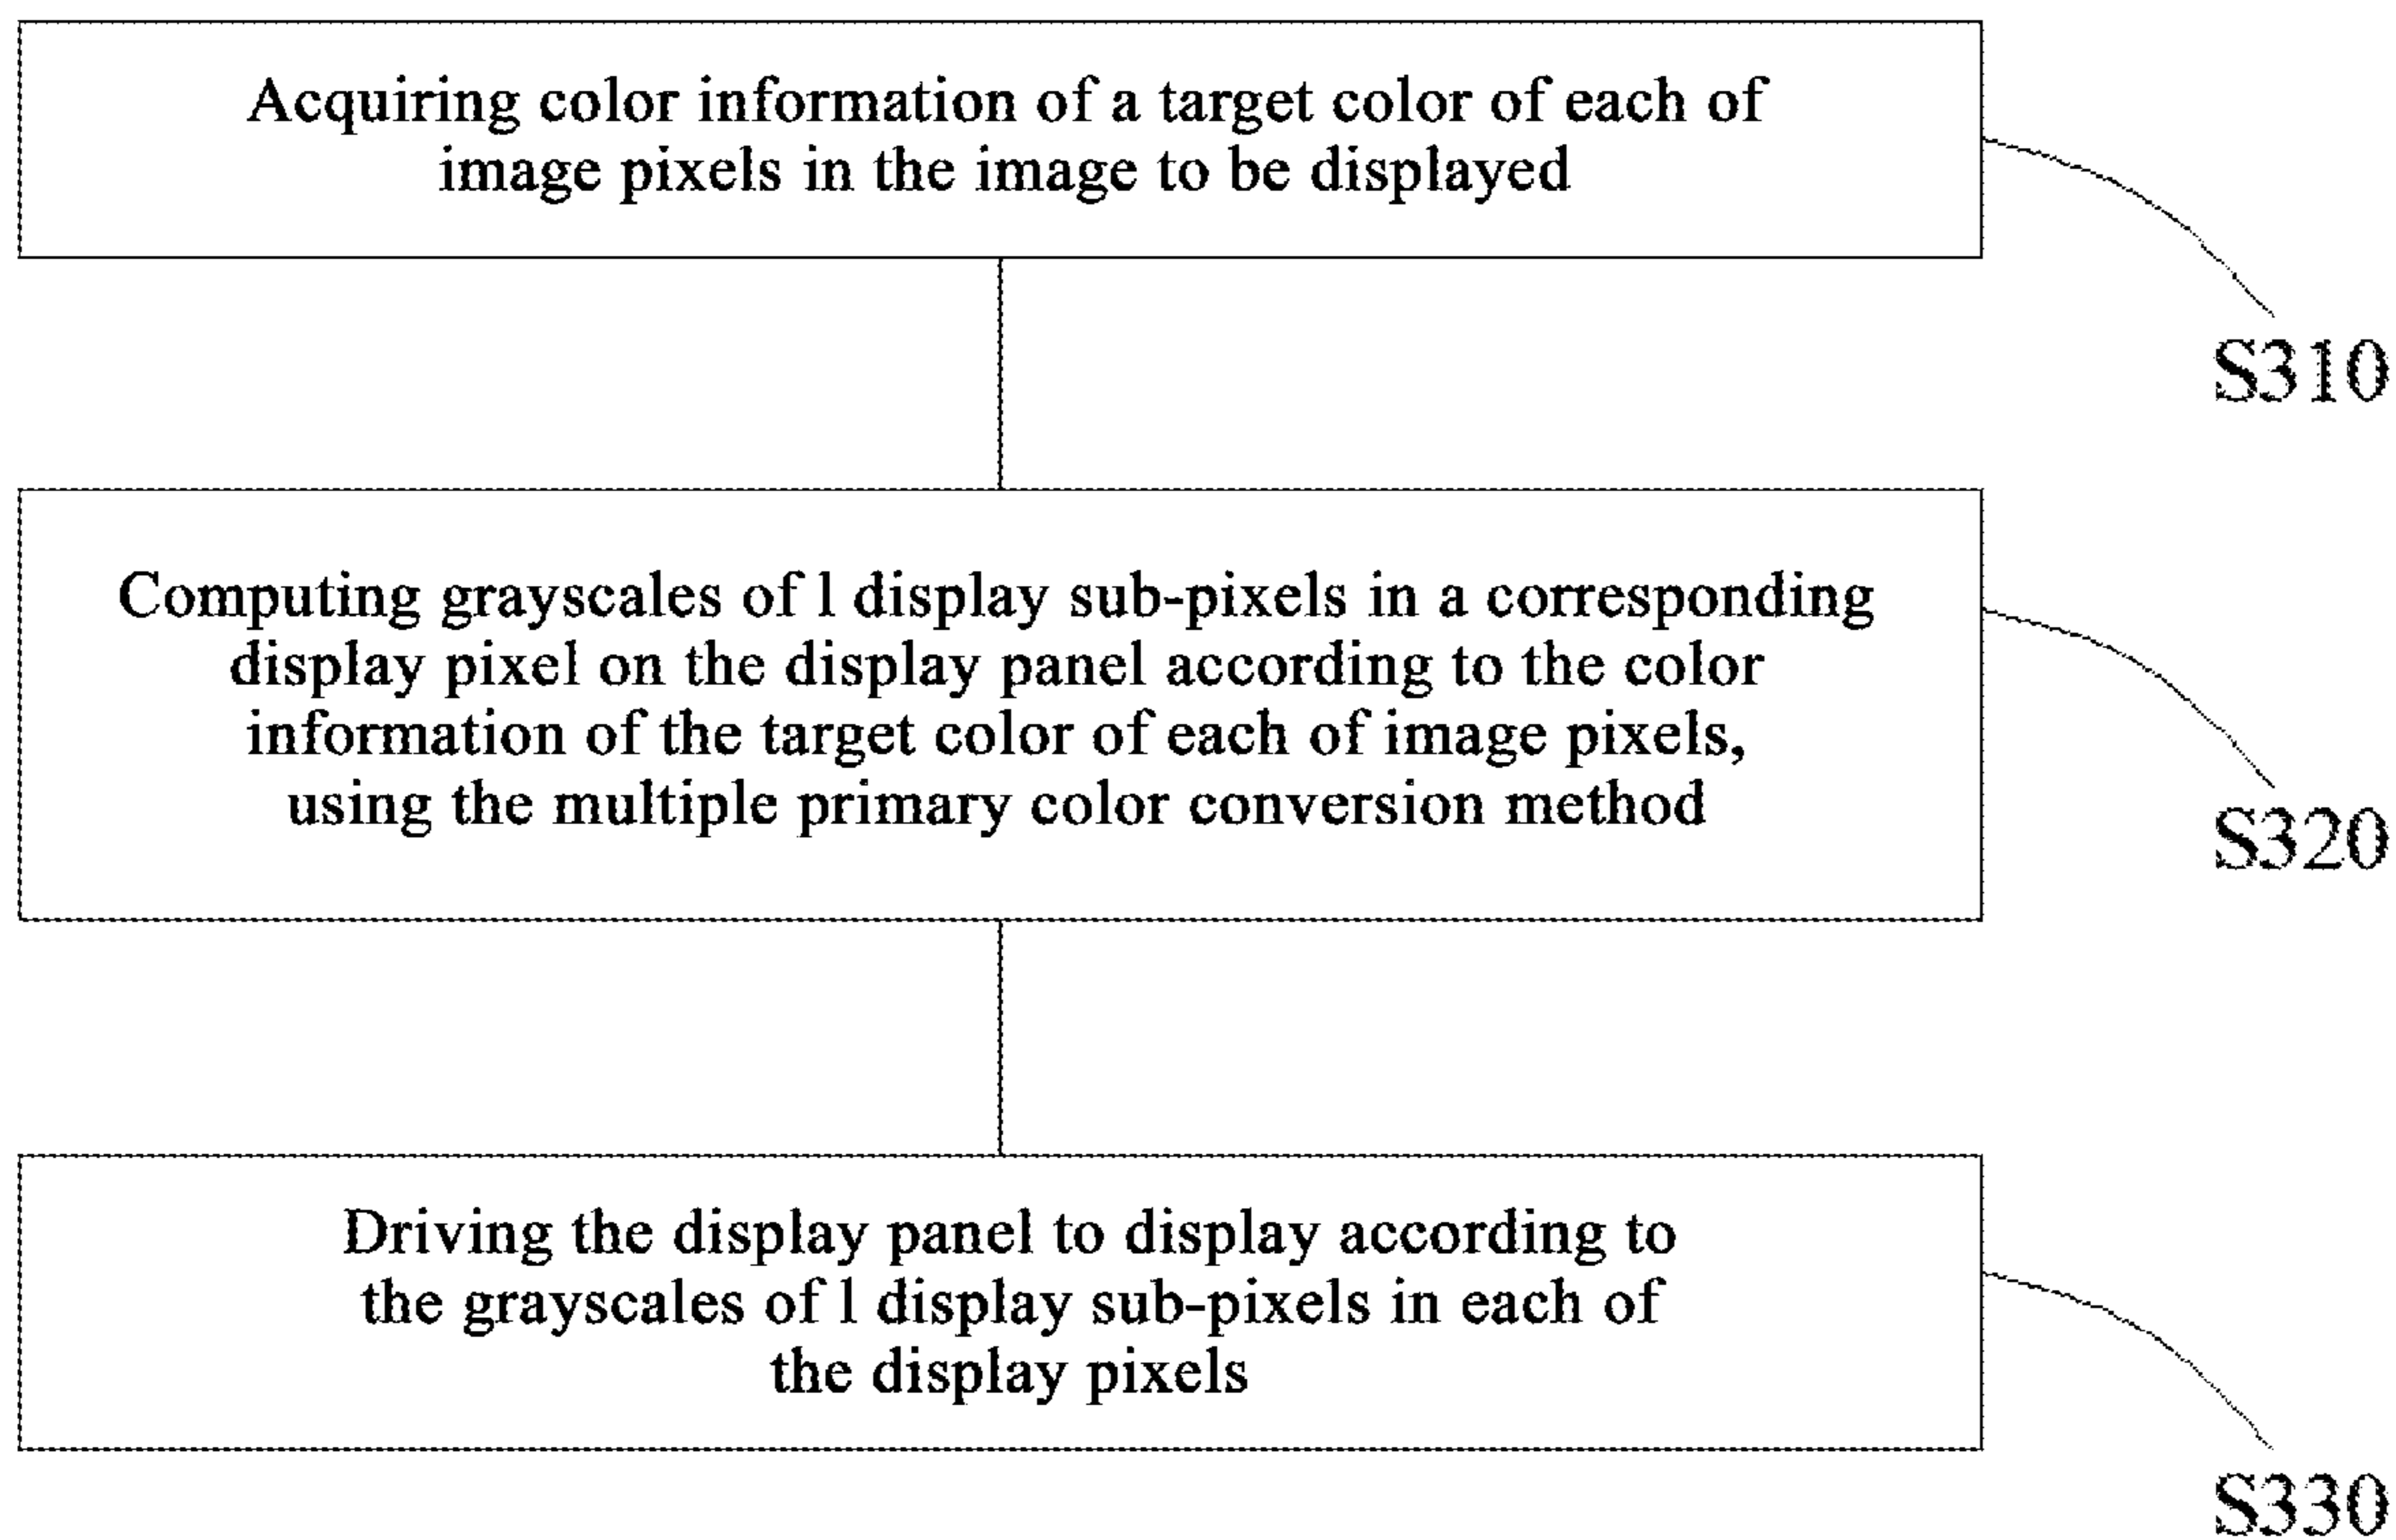 Acquiring color information of a target color of each of
image pixels in the image to be displayed
S310
Computing grayscales of l display sub-pixels in a corresponding
display pixel on the display panel according to the color
information of the target color of each of image pixels,
using the multiple primary color conversion method
S320
Driving the display panel to display according to
the grayscales of l display sub-pixels in each of
the display pixels
S330